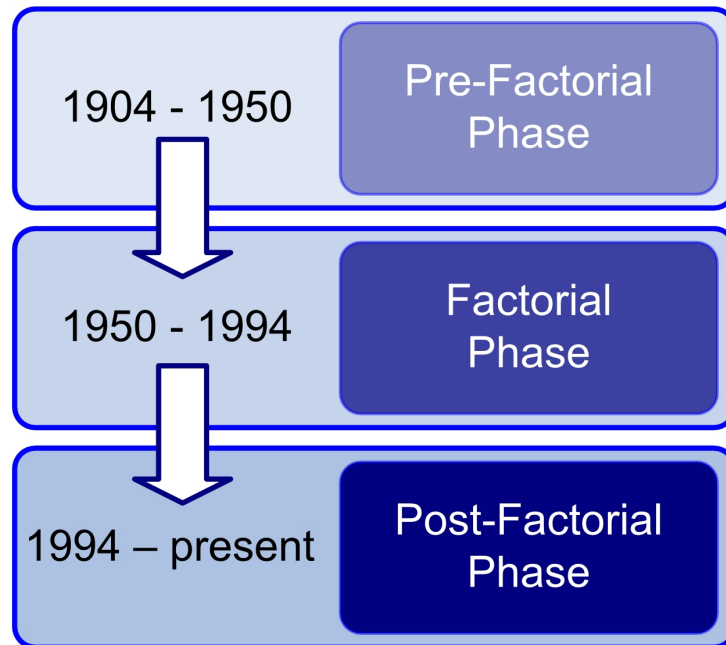 1904 - 1950
Pre-Factorial
Phase
1950 - 1994
Factorial
Phase
1994 – present
Post-Factorial
Phase